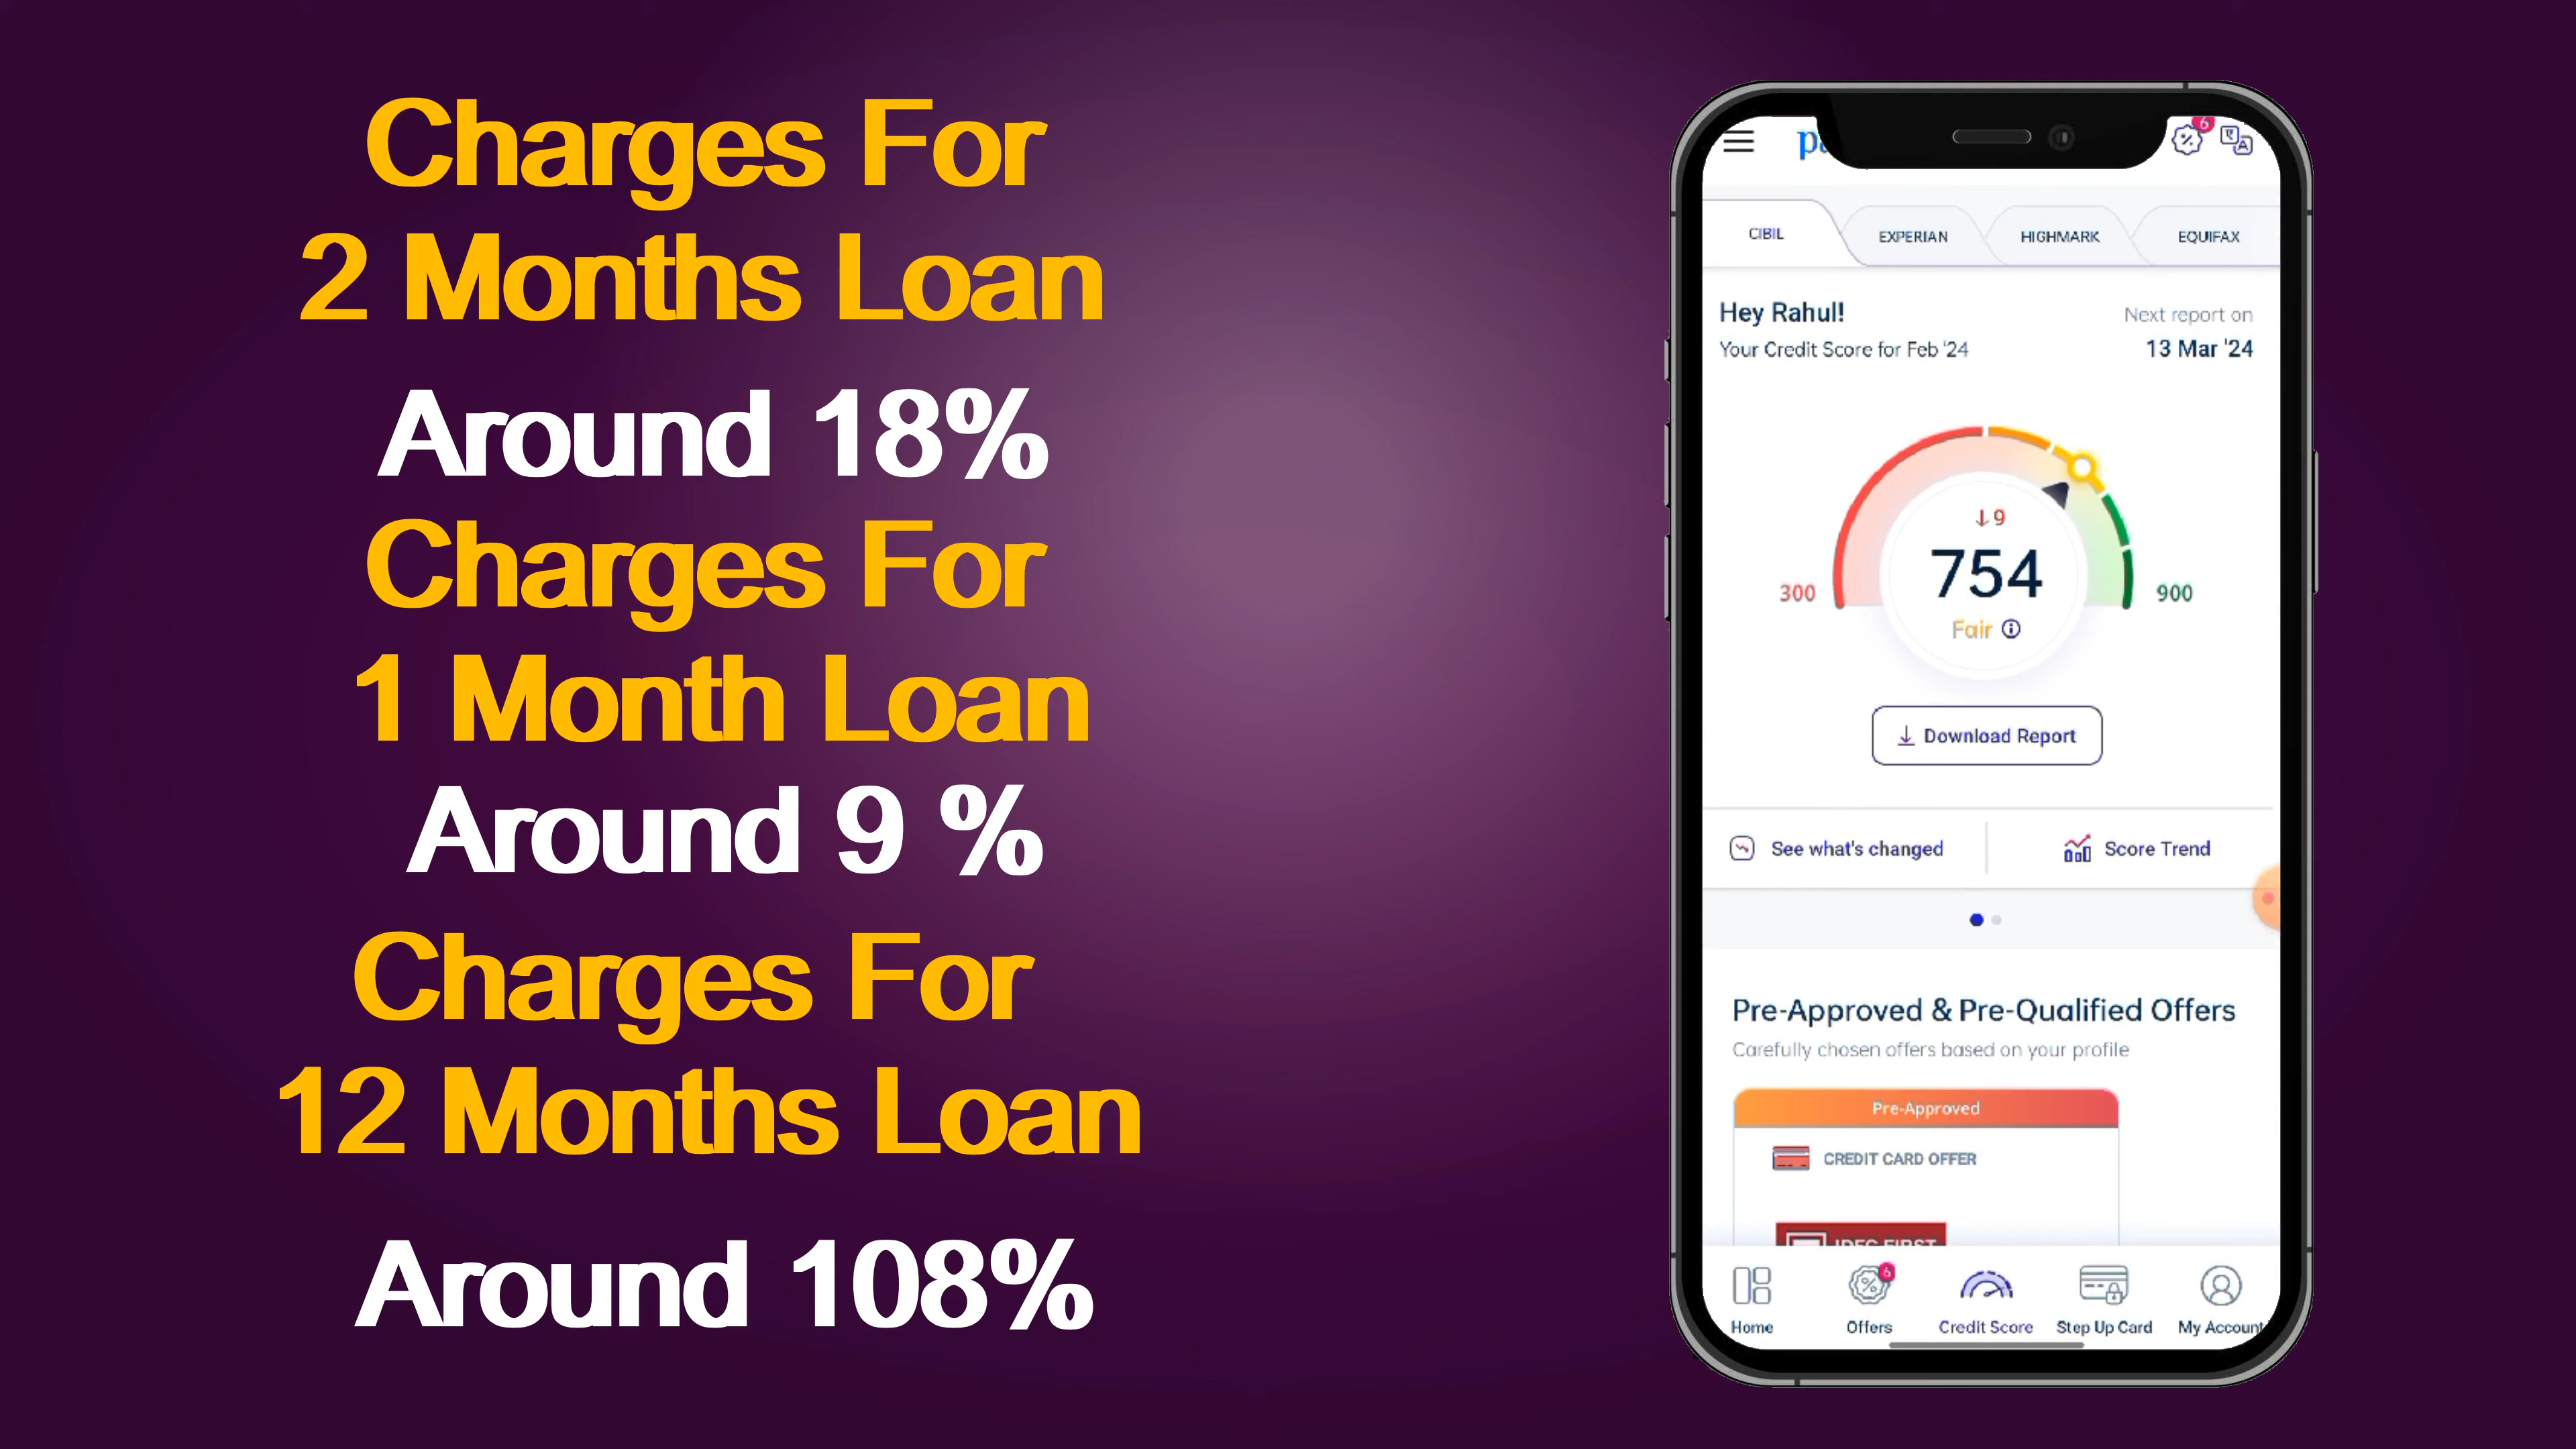 Charges For
2 Months Loan
Around 18%
Charges For
1 Month Loan
Around 9 %
Charges For
12 Months Loan
Around 108%
6
CIBIL
EXPERIAN
HIGHMARK
EQUIFAX
Hey Rahul!
Next report on
Your Credit Score for Feb '24
13 Mar '24
↓9
754
300
900
Fair
Download Report
See what's changed
Score Trend
Pre-Approved & Pre-Qualified Offers
Carefully chosen offers based on your profile
Pre-Approved
CREDIT CARD OFFER
IDFC FIRST
6
Home
Offers
Credit Score
Step Up Card
My Account